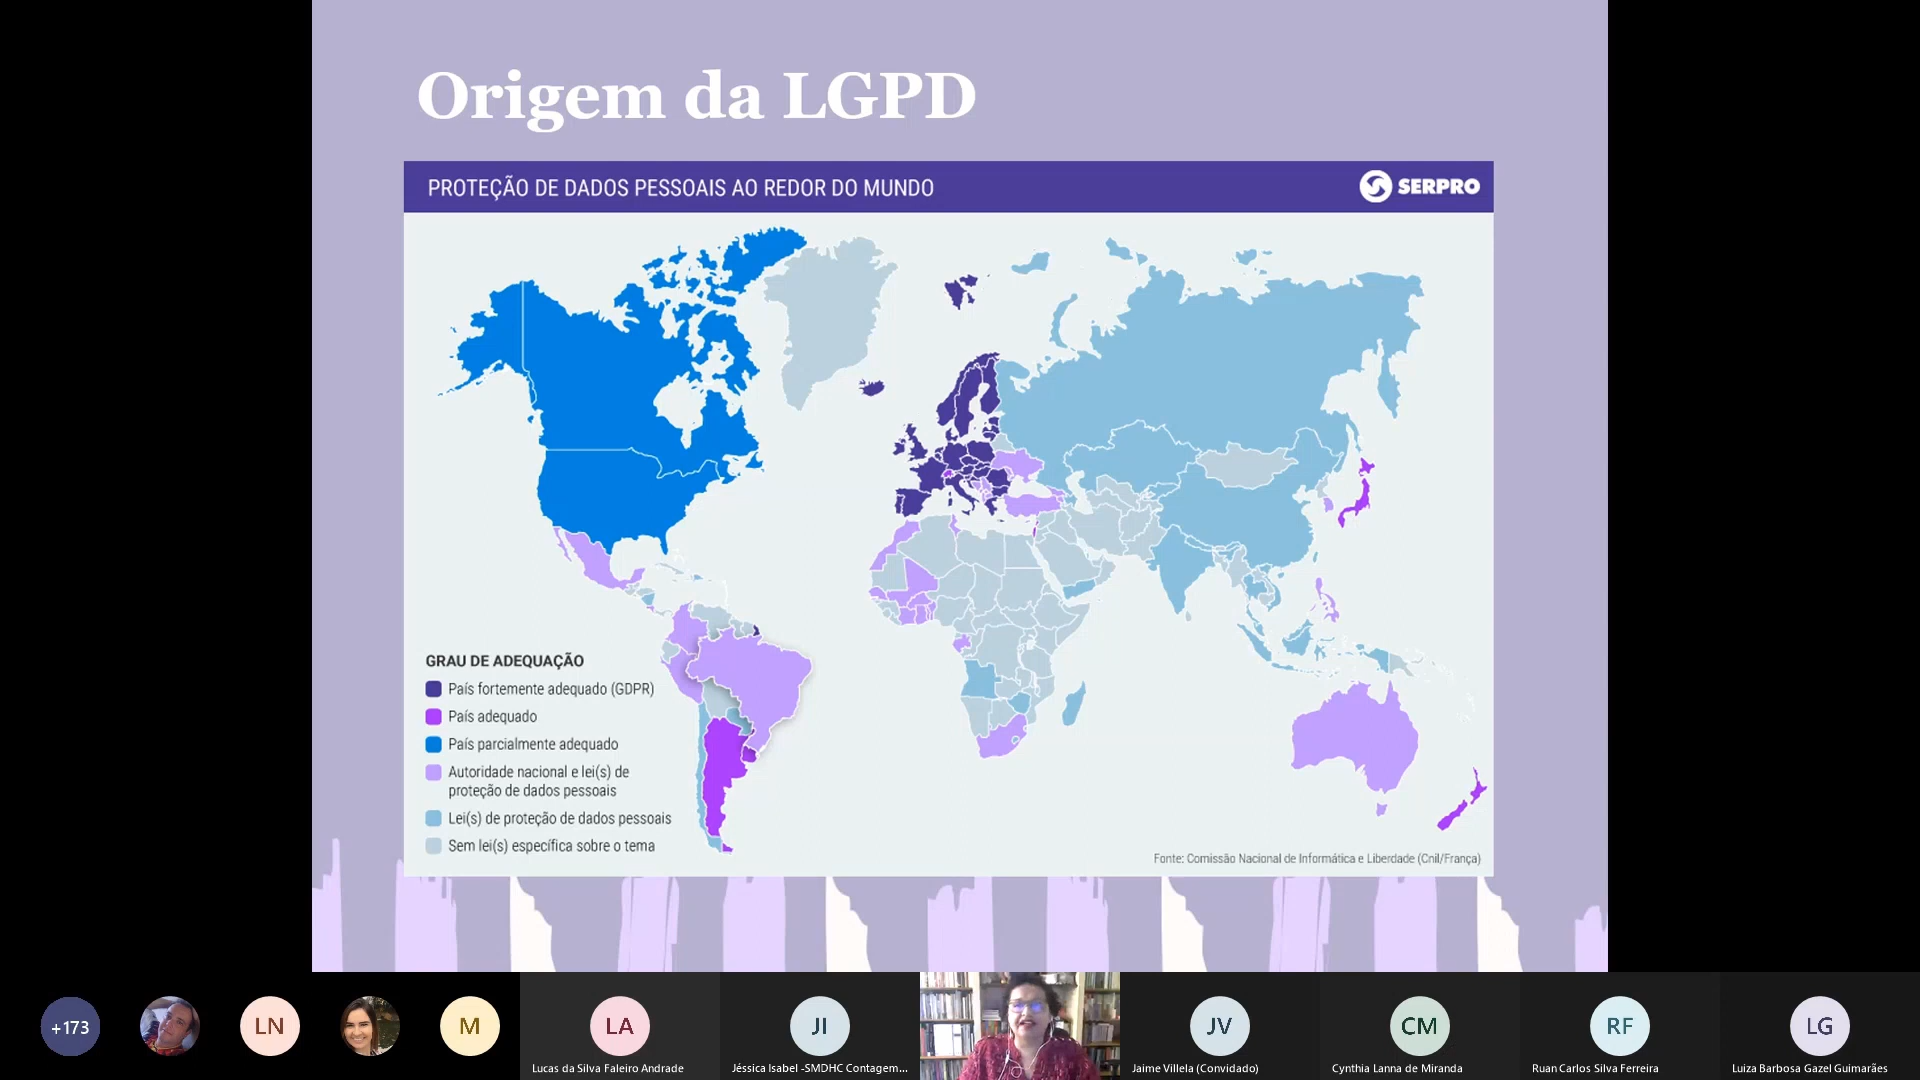 Origem da LGPD
PROTEÇÃO DE DADOS PESSOAIS AO REDOR DO MUNDO
SERPRO
GRAU DE ADEQUAÇÃO
País fortemente adequado (GDPR)
País adequado
País parcialmente adequado
Autoridade nacional e lei(s) de
proteção de dados pessoais
Lei(s) de proteção de dados pessoais
Sem lei(s) específica sobre o tema
Fonte: Comissão Nacional de Informática e Liberdade (Cnil/França)
+173
LN
M
LA
JI
JV
CM
RF
LG
Lucas da Silva Faleiro Andrade
Jéssica Isabel -SMDHC Contagem...
Jaime Villela (Convidado)
Cynthia Lanna de Miranda
Ruan Carlos Silva Ferreira
Luiza Barbosa Gazel Guimarães